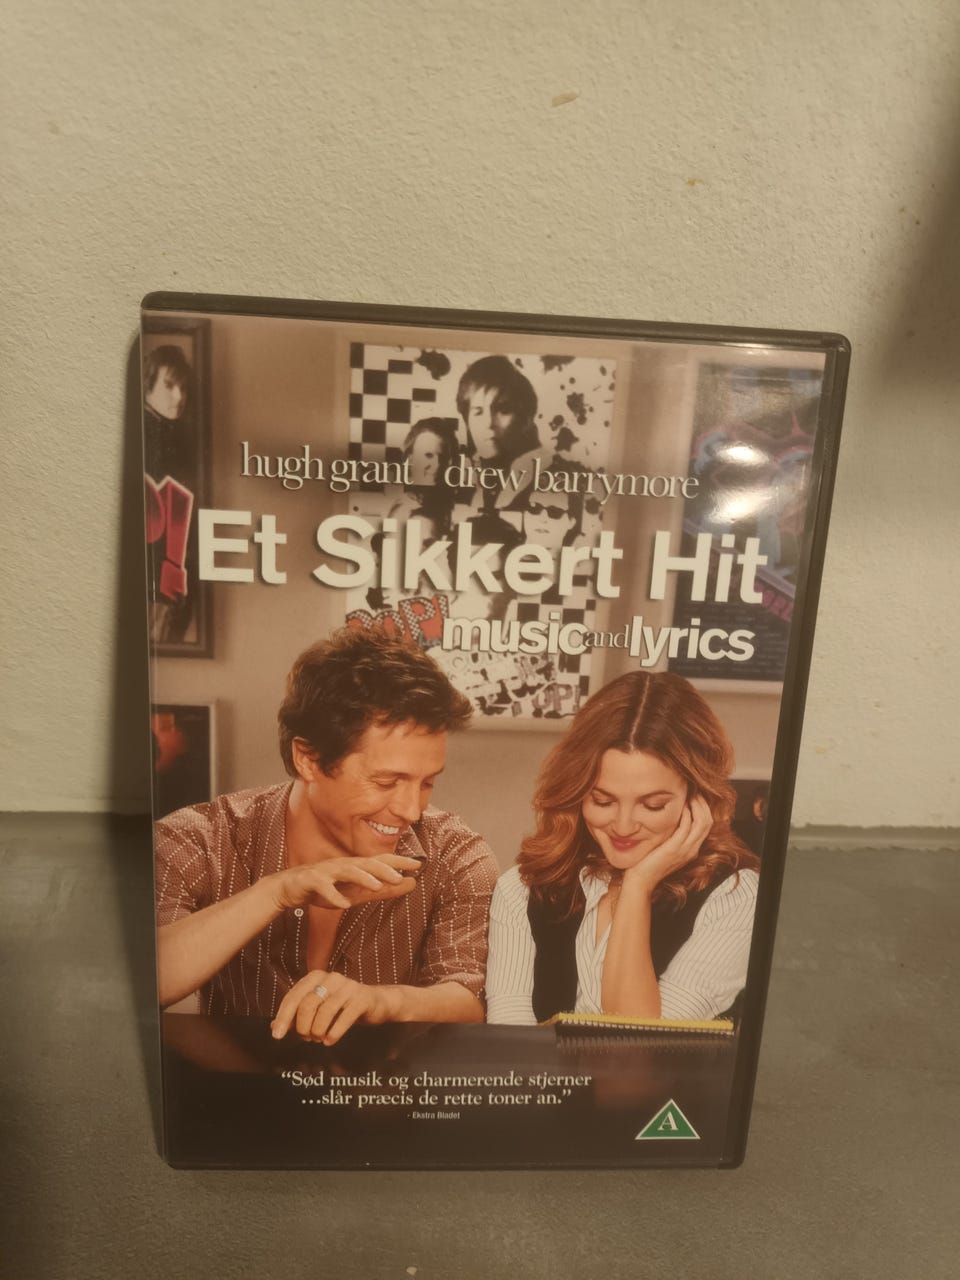 hugh grant drew barrymore
Et Sikkert Hit
music and lyrics
"Sød musik og charmerende stjerner
...slår præcis de rette toner an."
- Ekstra Bladet
A